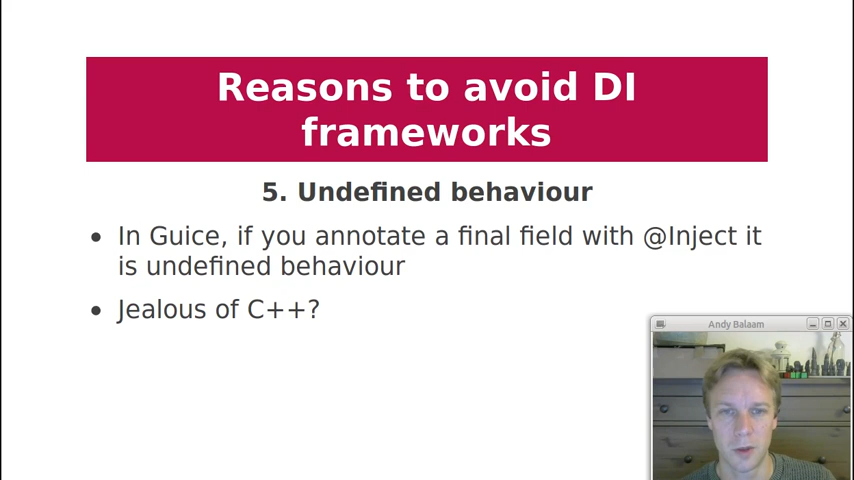 Reasons to avoid DI
frameworks
5. Undefined behaviour
• In Guice, if you annotate a final field with @Inject it
is undefined behaviour
• Jealous of C++?
Andy Balaam